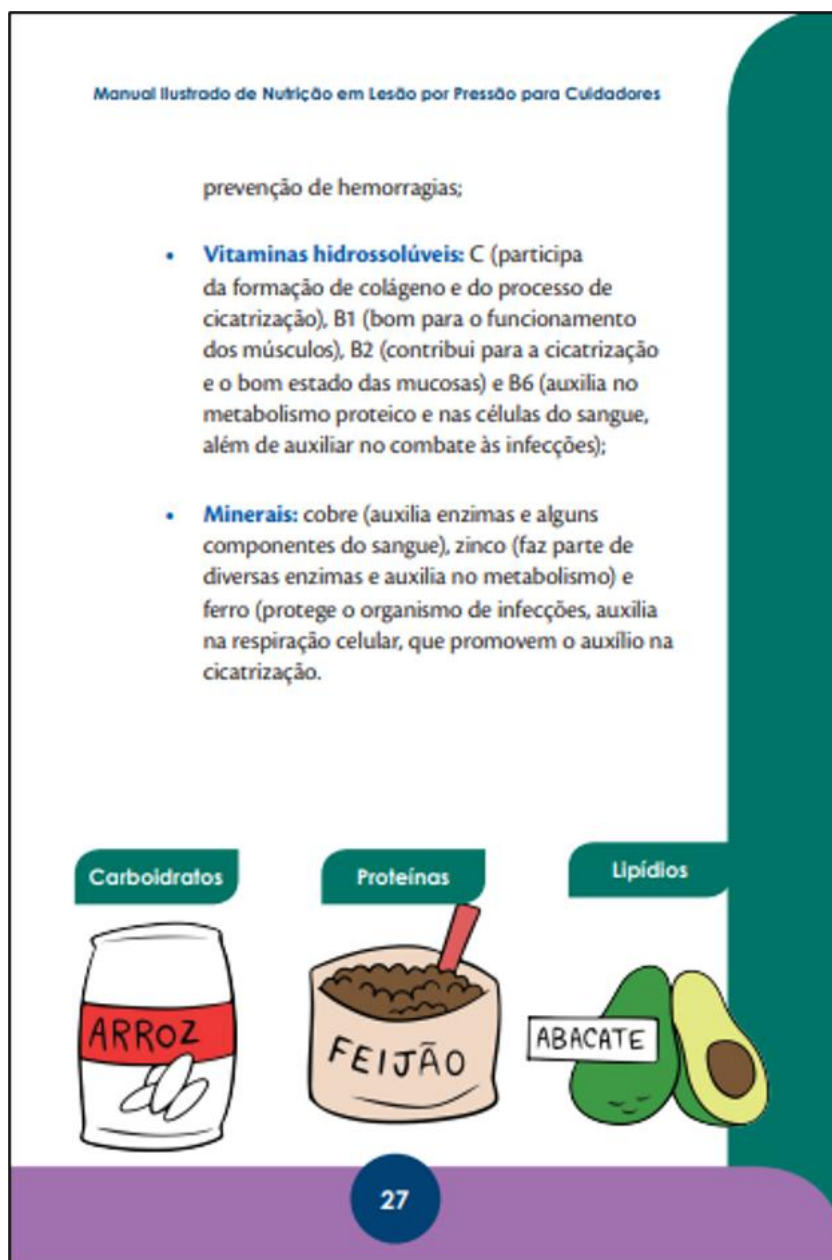 Manual Ilustrado de Nutrição em Lesão por Pressão para Cuidadores
prevenção de hemorragias;
• Vitaminas hidrossolúveis: C (participa
da formação de colágeno e do processo de
cicatrização), B1 (bom para o funcionamento
dos músculos), B2 (contribui para a cicatrização
e o bom estado das mucosas) e B6 (auxilia no
metabolismo proteico e nas células do sangue,
além de auxiliar no combate às infecções);
• Minerais: cobre (auxilia enzimas e alguns
componentes do sangue), zinco (faz parte de
diversas enzimas e auxilia no metabolismo) e
ferro (protege o organismo de infecções, auxilia
na respiração celular, que promovem o auxílio na
cicatrização.
Carboidratos
Proteínas
Lipídios
ARROZ
FEIJÃO
ABACATE
27